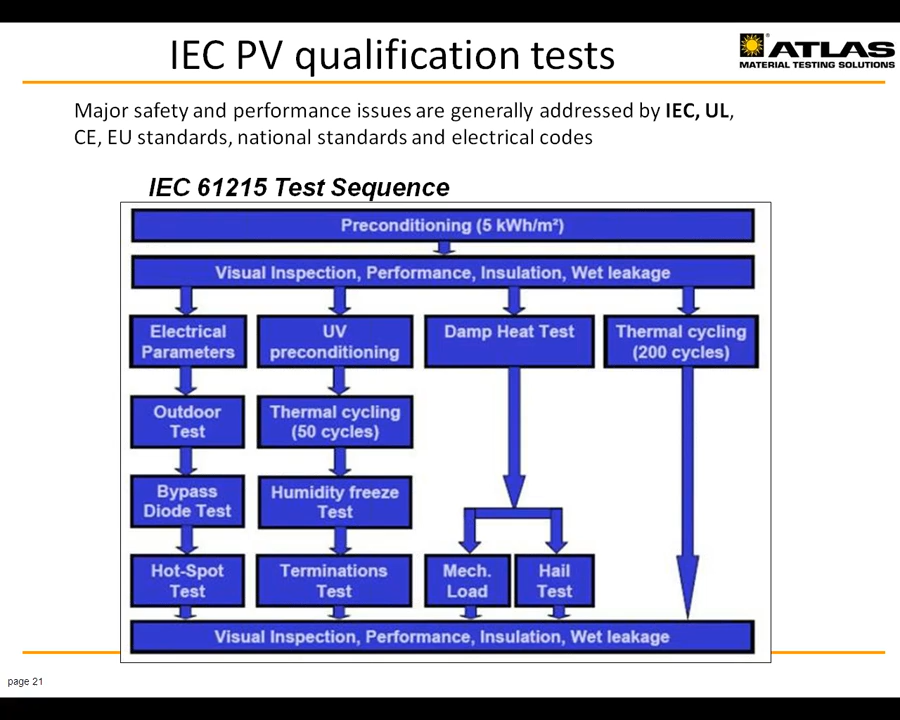 IEC PV qualification tests
ATLAS
MATERIAL TESTING SOLUTIONS
Major safety and performance issues are generally addressed by IEC, UL,
CE, EU standards, national standards and electrical codes
IEC 61215 Test Sequence
Preconditioning (5 kWh/m²)
Visual Inspection, Performance, Insulation, Wet leakage
Electrical
Parameters
UV
preconditioning
Damp Heat Test
Thermal cycling
(200 cycles)
Outdoor
Test
Thermal cycling
(50 cycles)
Bypass
Diode Test
Humidity freeze
Test
Hot-Spot
Test
Terminations
Test
Mech.
Load
Hail
Test
Visual Inspection, Performance, Insulation, Wet leakage
page 21